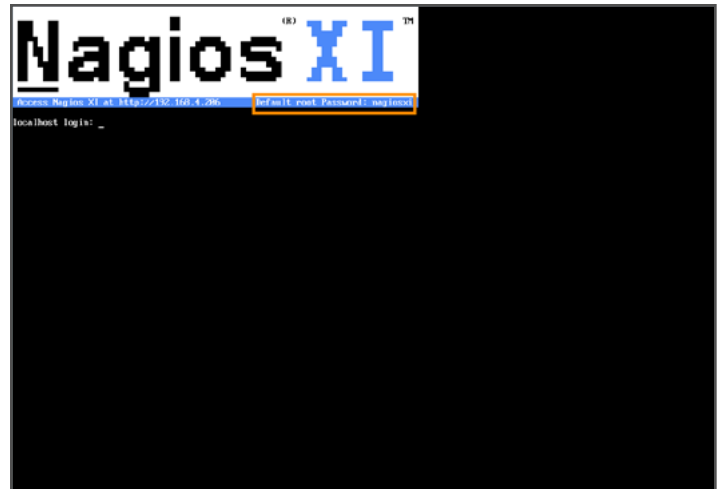 Nagios (R) XI TM
Access Nagios XI at http://192.168.4.206 Default root Password: nagiosxi
localhost login: _